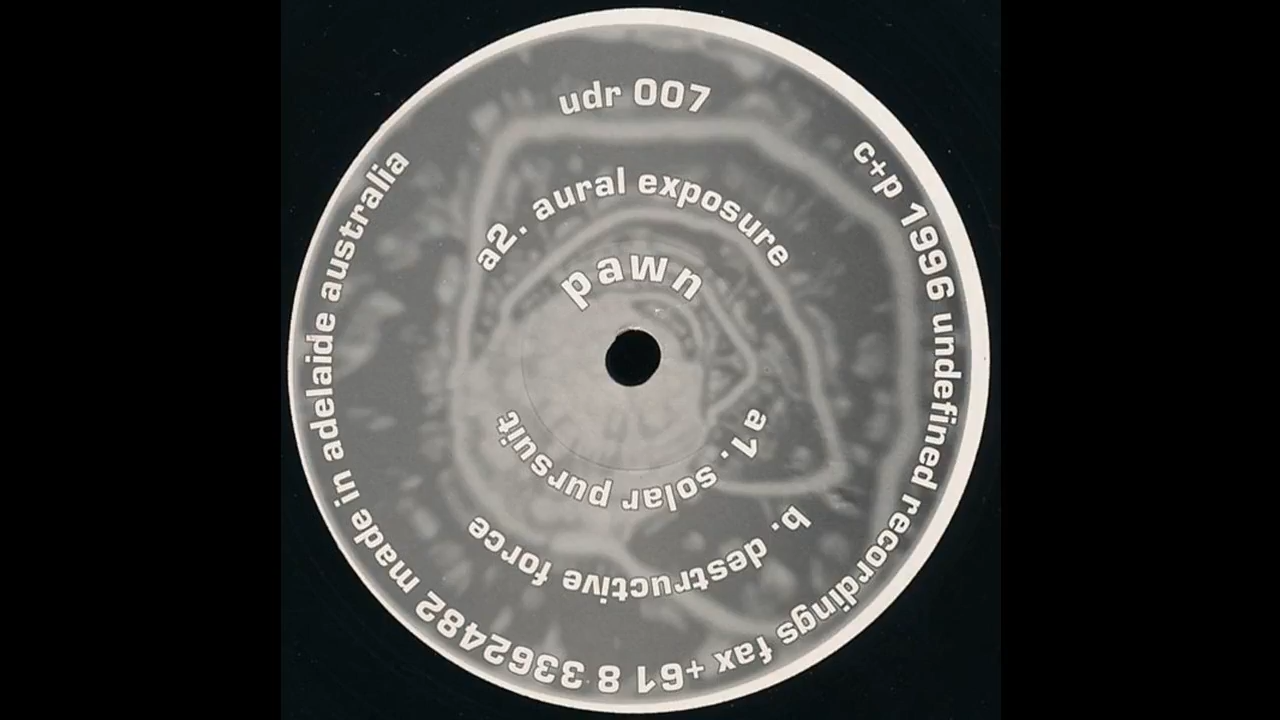 udr 007
a2. aural exposure
pawn
a1. solar pursuit
b. destructive force
c+p 1996 undefined recordings fax +61 8 3362482 made in adelaide australia